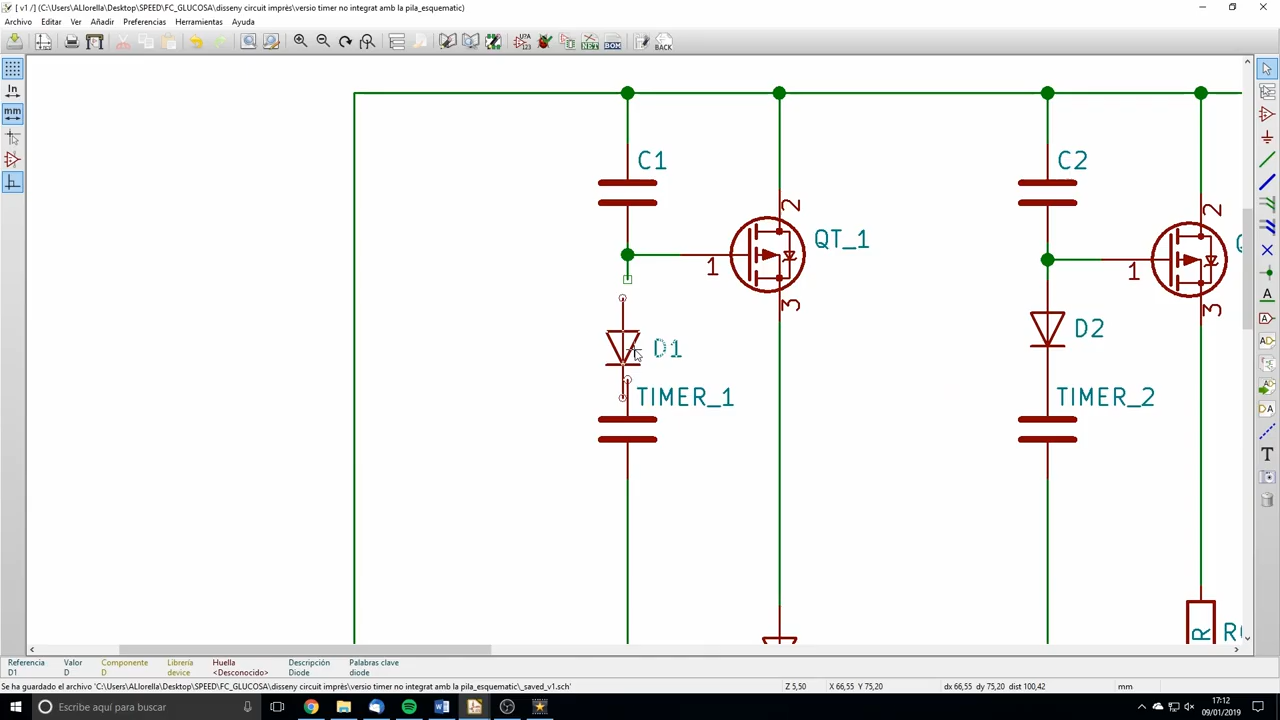 [ v1 /] (C:\Users\ALlorella\Desktop\SPEED\FC_GLUCOSA\disseny circuit imprès\versio timer no integrat amb la pila_esquematic)
Archivo Editar Ver Añadir Preferencias Herramientas Ayuda
In
mm
NET
BOM
BACK
C1
C2
2
2
QT_1
1
1
3
3
D1
D2
TIMER_1
TIMER_2
R
A
A
T
Referencia Valor Componente Librería Huella Descripción Palabras clave
D1 D D device <Desconocido> Diode diode
Se ha guardado el archivo 'C:\Users\ALlorella\Desktop\SPEED\FC_GLUCOSA\disseny circuit imprès\versio timer no integrat amb la pila_esquematic\_saved_v1.sch'
Z 5,50 X 66,55 Y 75,20 dx 66,55 dy 75,20 dist 100,42 mm
Escribe aquí para buscar
17:12
09/01/2019